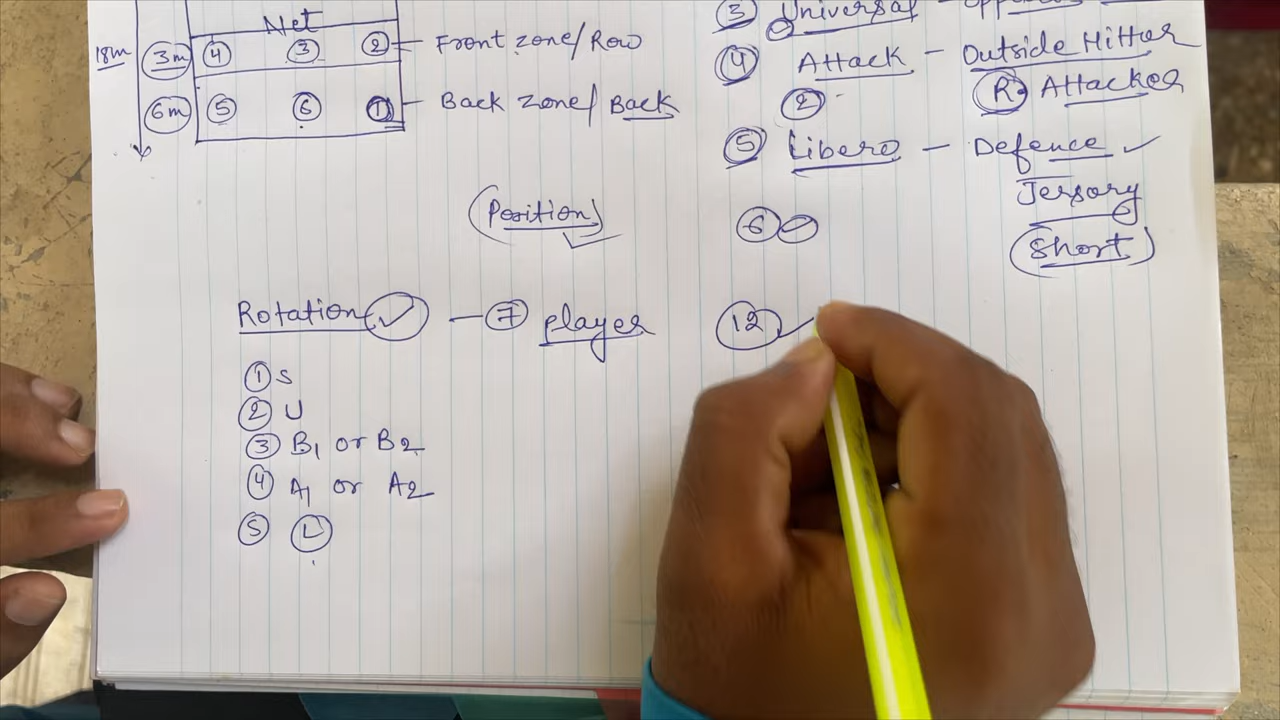 Net
18m
3m 4 3 2 Front zone/Row
6m 5 6 1 Back zone/Back
Position
Rotation - 7 player
1 S
2 U
3 B1 or B2
4 A1 or A2
5 L
3 Universal -
4 Attack - Outside Hittar
2 R Attacker
5 Libero - Defence
Jersory
(Short)
6
12